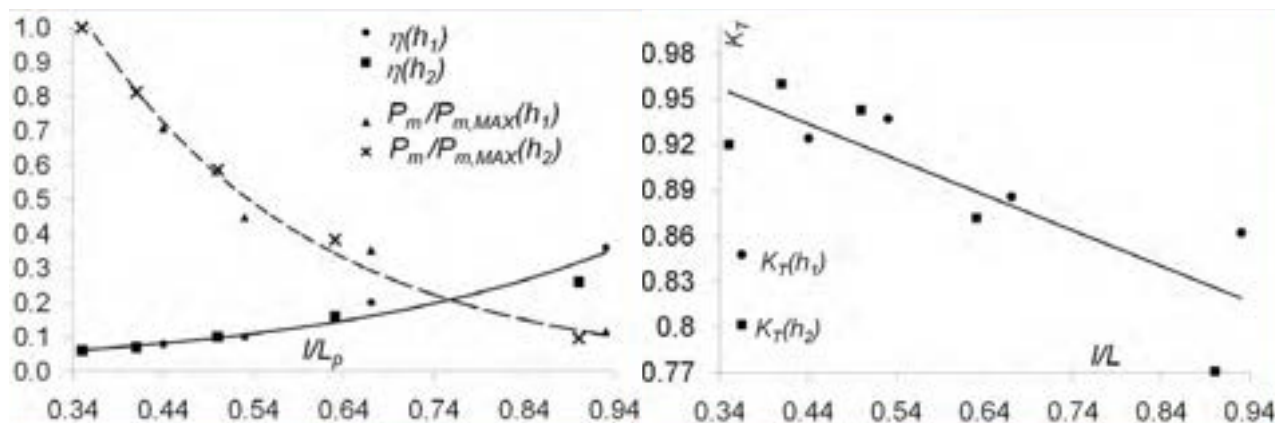 1.0
0.9
0.8
0.7
0.6
0.5
0.4
0.3
0.2
0.1
0.0
η(h₁)
η(h₂)
Pₘ/Pₘ,MAX(h₁)
Pₘ/Pₘ,MAX(h₂)
l/Lₚ
0.34 0.44 0.54 0.64 0.74 0.84 0.94
K_T
0.98
0.95
0.92
0.89
0.86
0.83
0.8
0.77
K_T(h₁)
K_T(h₂)
l/L
0.34 0.44 0.54 0.64 0.74 0.84 0.94